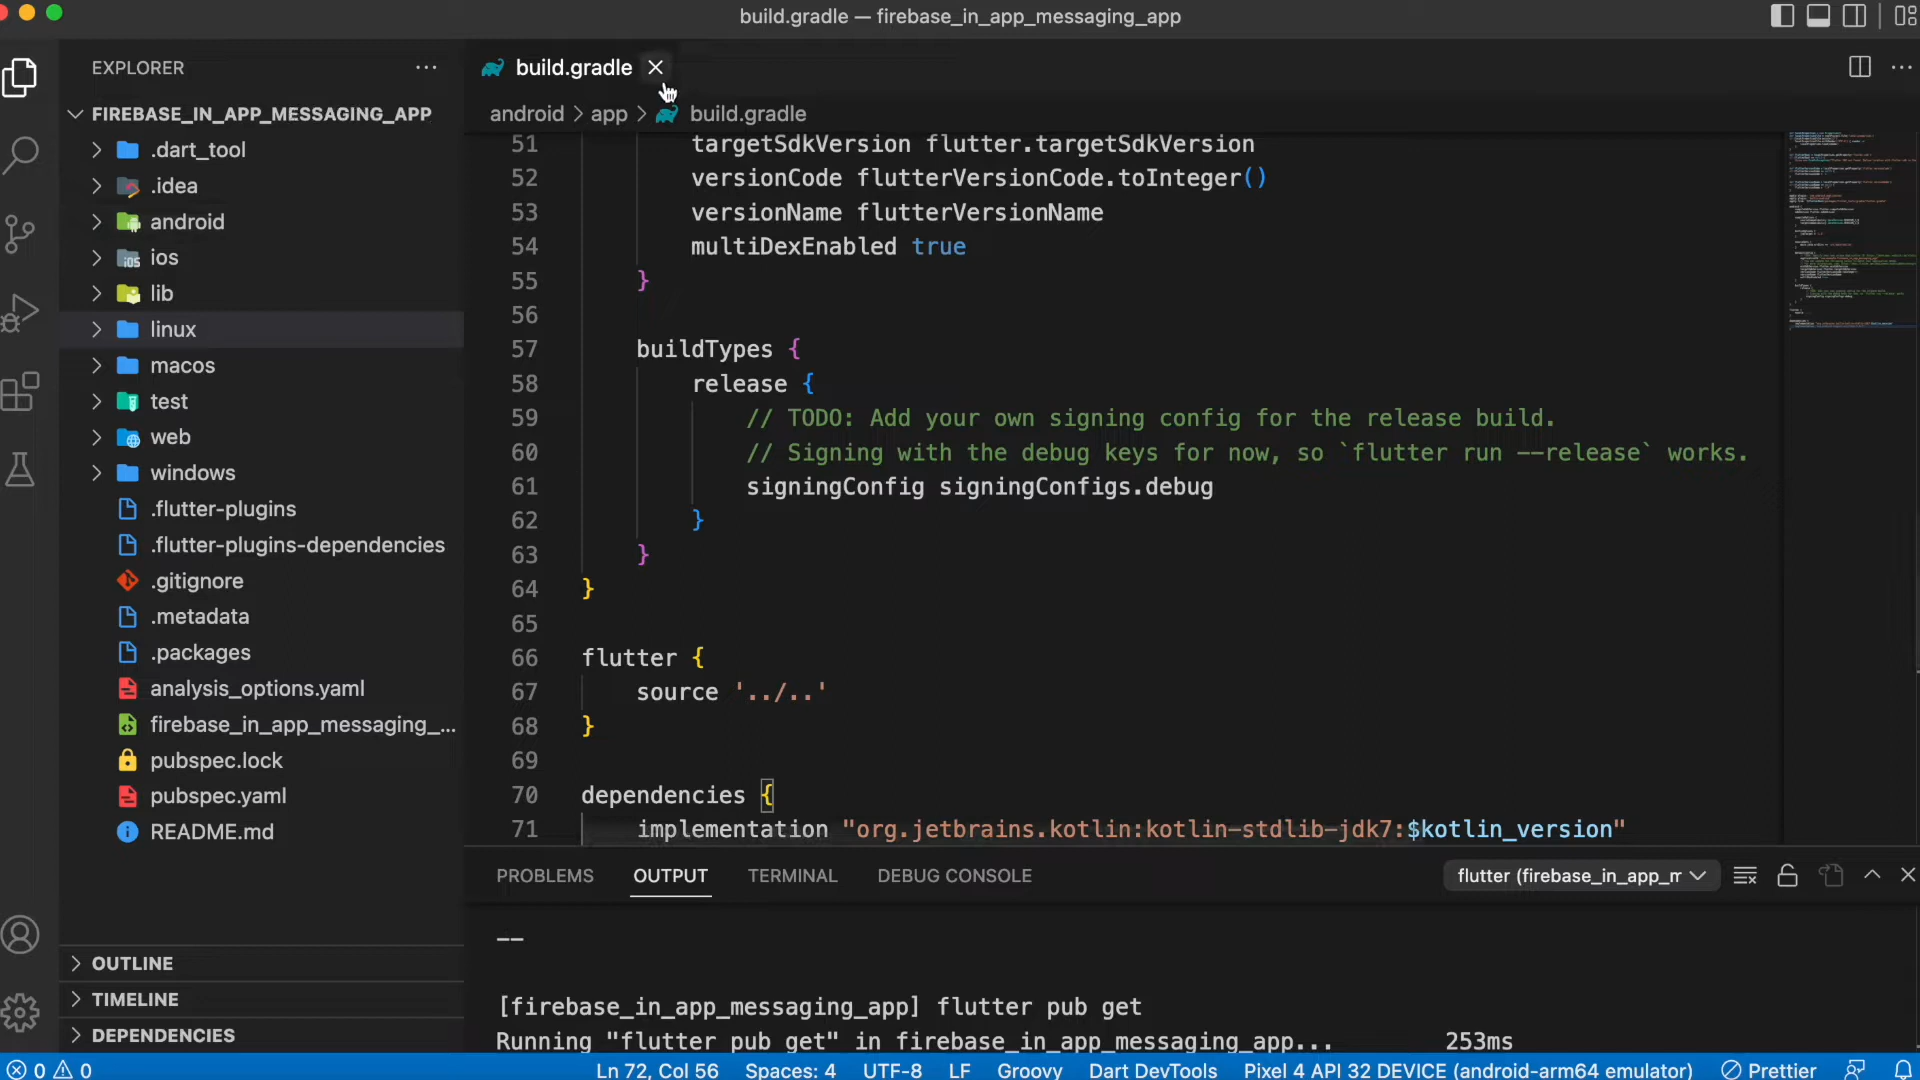 build.gradle — firebase_in_app_messaging_app
EXPLORER
build.gradle
FIREBASE_IN_APP_MESSAGING_APP
android > app > build.gradle
.dart_tool
.idea
android
ios
lib
linux
macos
test
web
windows
.flutter-plugins
.flutter-plugins-dependencies
.gitignore
.metadata
.packages
analysis_options.yaml
firebase_in_app_messaging_...
pubspec.lock
pubspec.yaml
README.md
OUTLINE
TIMELINE
DEPENDENCIES
51 targetSdkVersion flutter.targetSdkVersion
52 versionCode flutterVersionCode.toInteger()
53 versionName flutterVersionName
54 multiDexEnabled true
55 }
56
57 buildTypes {
58 release {
59 // TODO: Add your own signing config for the release build.
60 // Signing with the debug keys for now, so `flutter run --release` works.
61 signingConfig signingConfigs.debug
62 }
63 }
64 }
65
66 flutter {
67 source '../..'
68 }
69
70 dependencies {
71 implementation "org.jetbrains.kotlin:kotlin-stdlib-jdk7:$kotlin_version"
PROBLEMS OUTPUT TERMINAL DEBUG CONSOLE
flutter (firebase_in_app_m
--
[firebase_in_app_messaging_app] flutter pub get
Running "flutter pub get" in firebase_in_app_messaging_app... 253ms
0 0 Ln 72, Col 56 Spaces: 4 UTF-8 LF Groovy Dart DevTools Pixel 4 API 32 DEVICE (android-arm64 emulator) Prettier